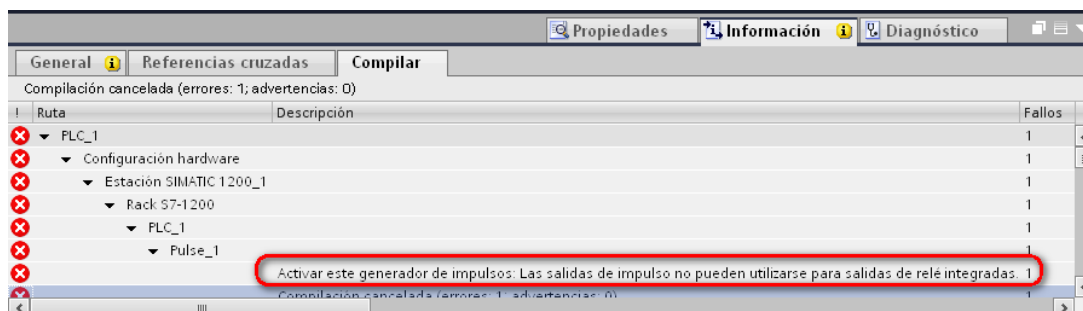 Propiedades Información Diagnóstico
General Referencias cruzadas Compilar
Compilación cancelada (errores: 1; advertencias: 0)
! Ruta Descripción Fallos
PLC_1 1
Configuración hardware 1
Estación SIMATIC 1200_1 1
Rack S7-1200 1
PLC_1 1
Pulse_1 1
Activar este generador de impulsos: Las salidas de impulso no pueden utilizarse para salidas de relé integradas. 1
Compilación cancelada (errores: 1; advertencias: 0) 1